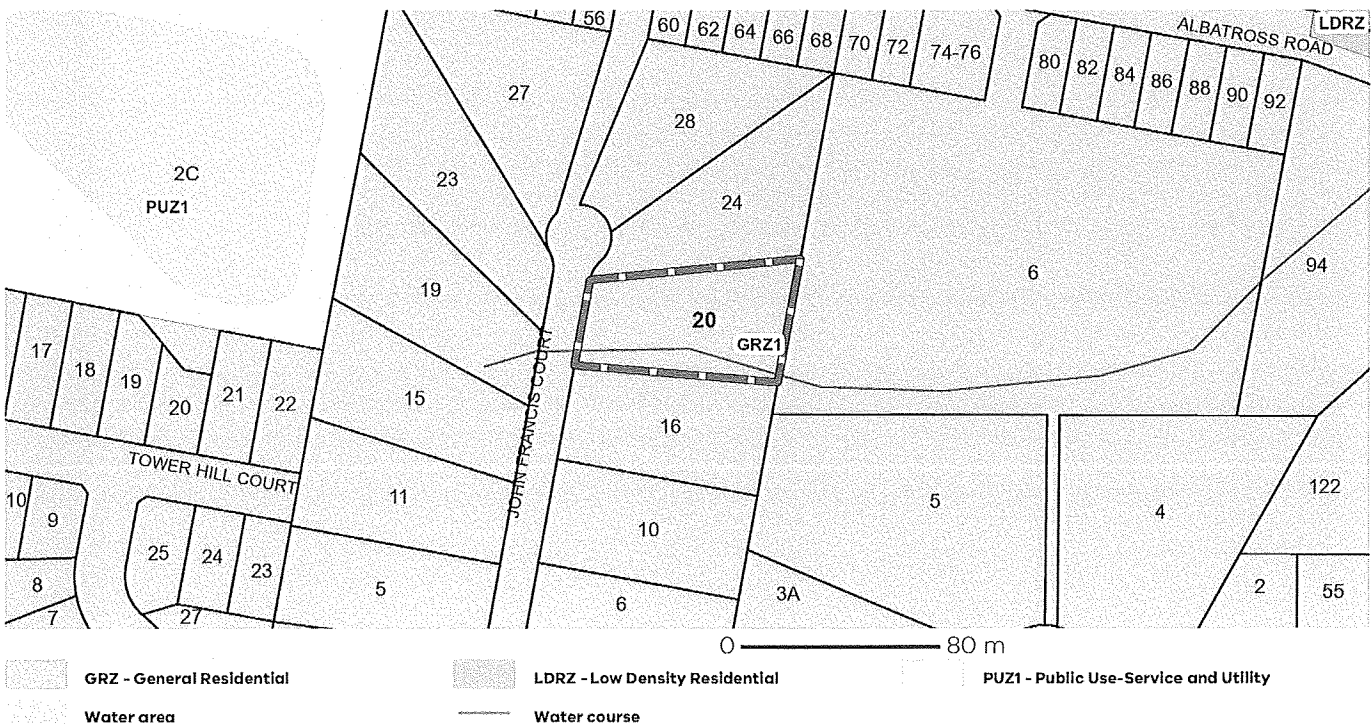 56
60 62 64 66 68 70 72 74-76
ALBATROSS ROAD
LDRZ
80 82 84 86 88 90 92
27
28
23
24
2C
PUZ1
6
94
19
20
GRZ1
JOHN FRANCIS COURT
17 18 19 20 21 22
15
16
TOWER HILL COURT
11
10
5
4
122
10 9
25 24 23
8
7
27
5
6
3A
2
55
0 80 m
GRZ - General Residential
LDRZ - Low Density Residential
PUZ1 - Public Use-Service and Utility
Water area
Water course